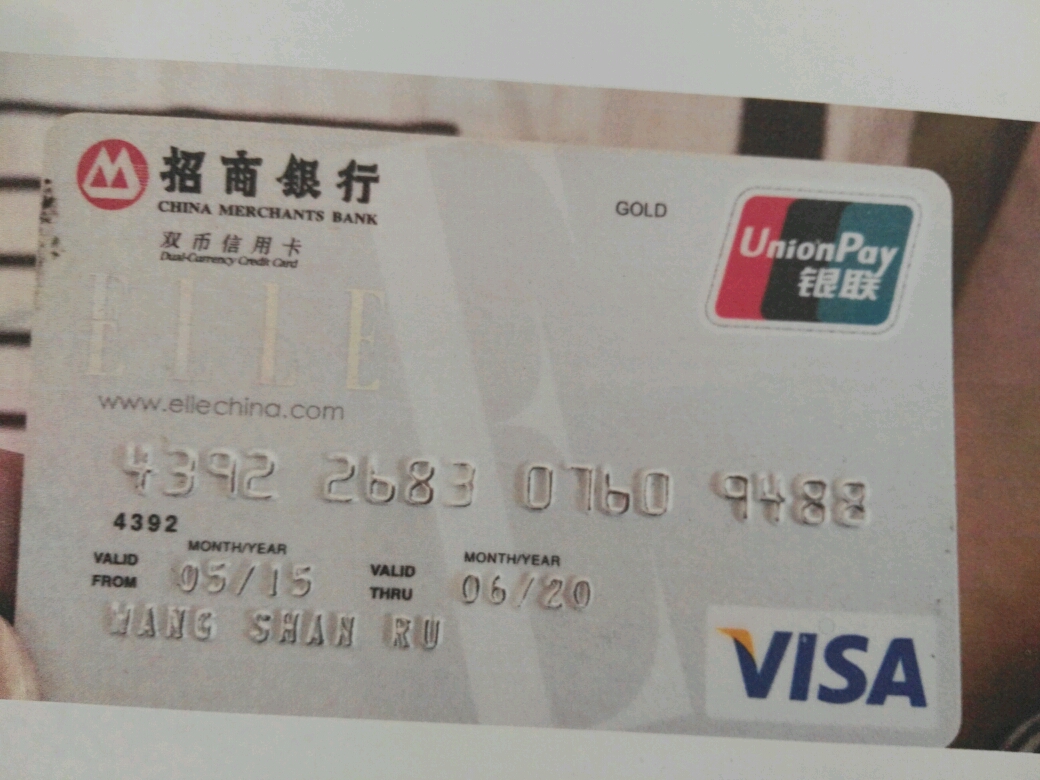 招商銀行
CHINA MERCHANTS BANK
双币信用卡
Dual-Currency Credit Card
GOLD
UnionPay
银联
ELLE
www.ellechina.com
4392 2683 0760 9488
4392
MONTH/YEAR MONTH/YEAR
VALID FROM 05/15 VALID THRU 06/20
WANG SHAN RU
VISA